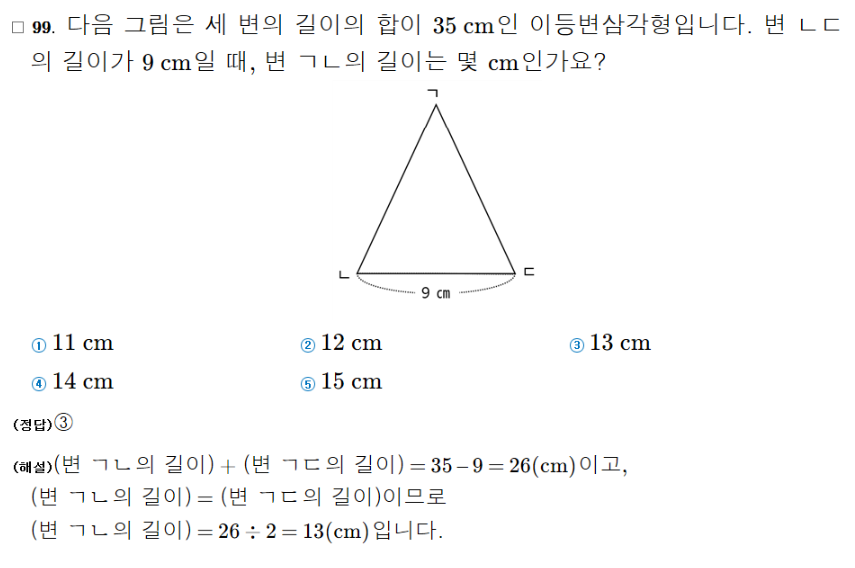 □ 99. 다음 그림은 세 변의 길이의 합이 35 cm인 이등변삼각형입니다. 변 ㄴㄷ
의 길이가 9 cm일 때, 변 ㄱㄴ의 길이는 몇 cm인가요?
ㄱ
ㄴ ㄷ
9 cm
① 11 cm ② 12 cm ③ 13 cm
④ 14 cm ⑤ 15 cm
(정답)③
(해설)(변 ㄱㄴ의 길이) + (변 ㄱㄷ의 길이) = 35 − 9 = 26(cm)이고,
(변 ㄱㄴ의 길이) = (변 ㄱㄷ의 길이)이므로
(변 ㄱㄴ의 길이) = 26 ÷ 2 = 13(cm)입니다.